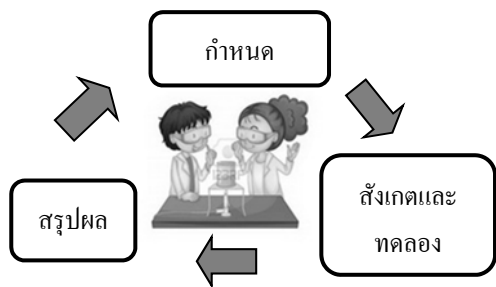 กำหนด
สังเกตและ
ทดลอง
สรุปผล